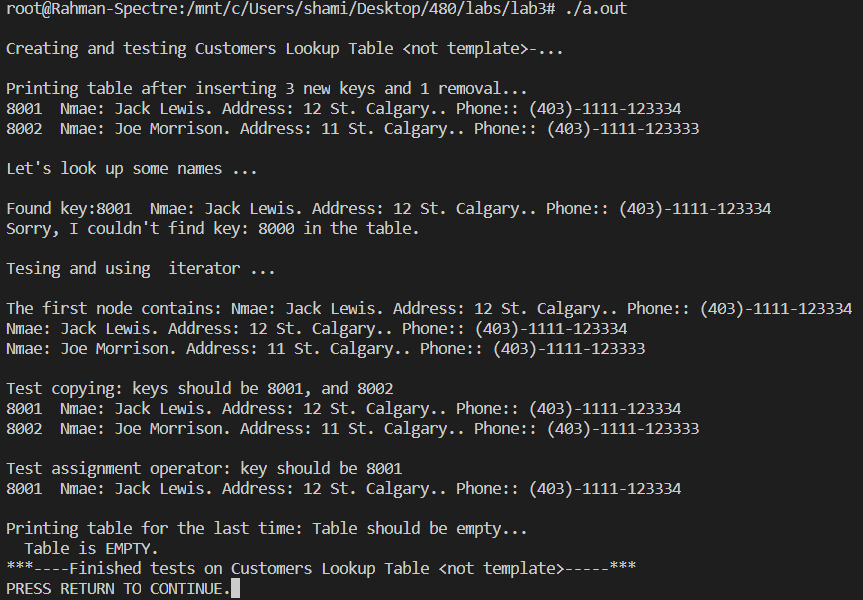 root@Rahman-Spectre:/mnt/c/Users/shami/Desktop/480/labs/lab3# ./a.out
Creating and testing Customers Lookup Table <not template>-...
Printing table after inserting 3 new keys and 1 removal...
8001  Nmae: Jack Lewis. Address: 12 St. Calgary.. Phone:: (403)-1111-123334
8002  Nmae: Joe Morrison. Address: 11 St. Calgary.. Phone:: (403)-1111-123333
Let's look up some names ...
Found key:8001  Nmae: Jack Lewis. Address: 12 St. Calgary.. Phone:: (403)-1111-123334
Sorry, I couldn't find key: 8000 in the table.
Tesing and using  iterator ...
The first node contains: Nmae: Jack Lewis. Address: 12 St. Calgary.. Phone:: (403)-1111-123334
Nmae: Jack Lewis. Address: 12 St. Calgary.. Phone:: (403)-1111-123334
Nmae: Joe Morrison. Address: 11 St. Calgary.. Phone:: (403)-1111-123333
Test copying: keys should be 8001, and 8002
8001  Nmae: Jack Lewis. Address: 12 St. Calgary.. Phone:: (403)-1111-123334
8002  Nmae: Joe Morrison. Address: 11 St. Calgary.. Phone:: (403)-1111-123333
Test assignment operator: key should be 8001
8001  Nmae: Jack Lewis. Address: 12 St. Calgary.. Phone:: (403)-1111-123334
Printing table for the last time: Table should be empty...
  Table is EMPTY.
***----Finished tests on Customers Lookup Table <not template>-----***
PRESS RETURN TO CONTINUE.